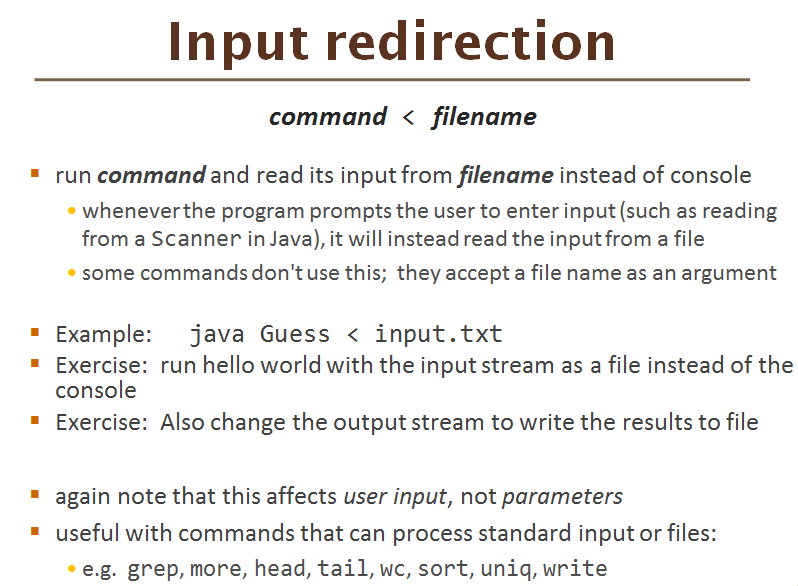 Input redirection
command < filename
run command and read its input from filename instead of console
whenever the program prompts the user to enter input (such as reading
from a Scanner in Java), it will instead read the input from a file
some commands don't use this; they accept a file name as an argument
Example: java Guess < input.txt
Exercise: run hello world with the input stream as a file instead of the
console
Exercise: Also change the output stream to write the results to file
again note that this affects user input, not parameters
useful with commands that can process standard input or files:
e.g. grep, more, head, tail, wc, sort, uniq, write